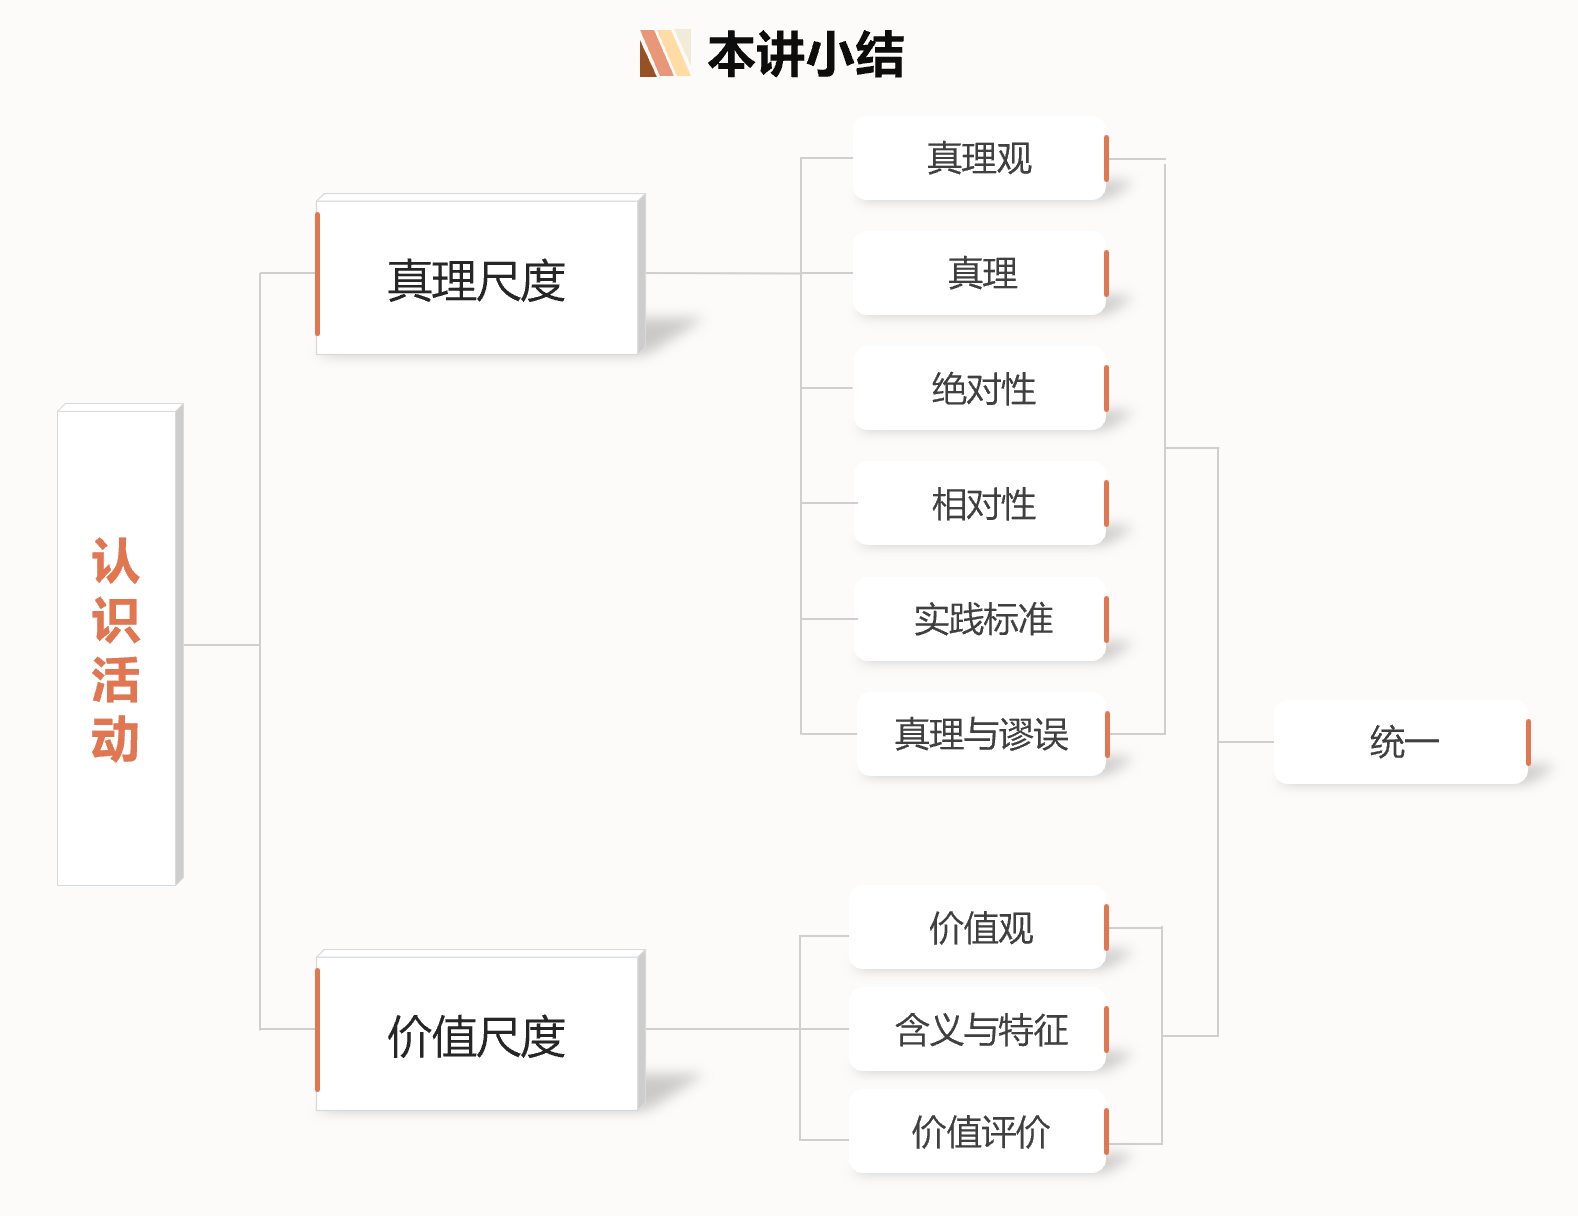 本讲小结
认识活动
真理尺度
真理观
真理
绝对性
相对性
实践标准
真理与谬误
价值尺度
价值观
含义与特征
价值评价
统一